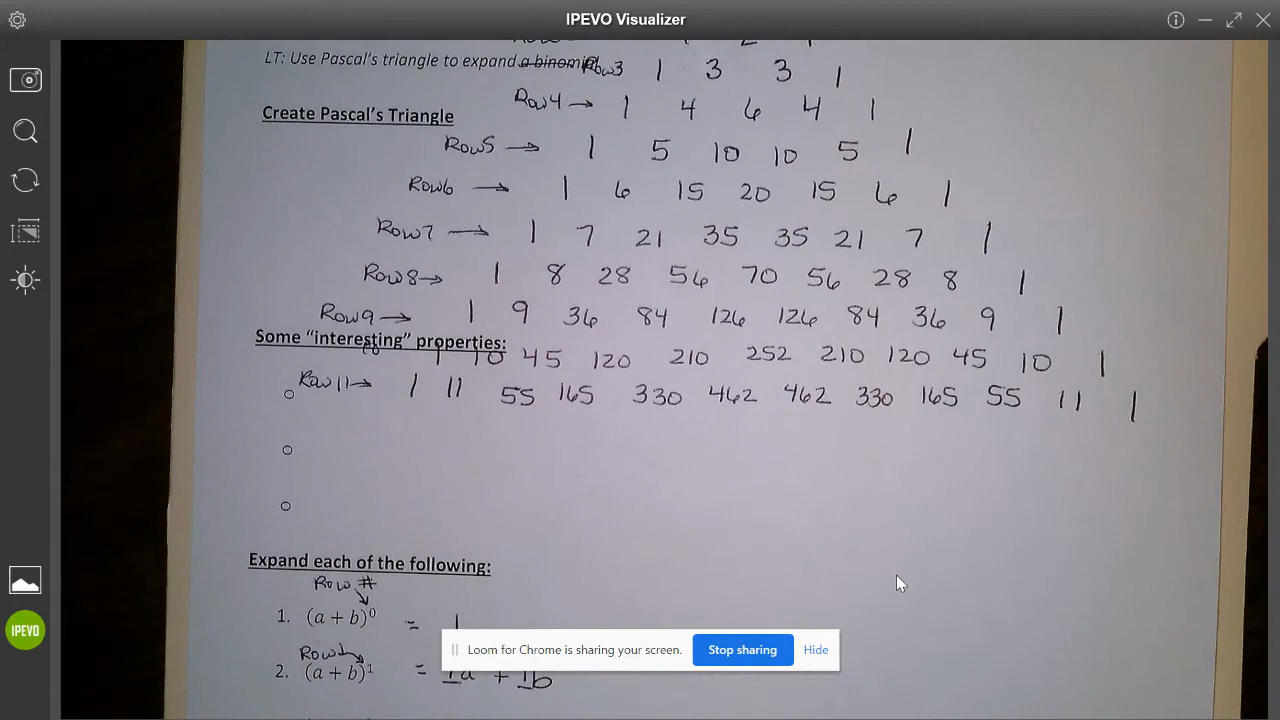 IPEVO Visualizer
LT: Use Pascal's triangle to expand a binomial
Row3 1 3 3 1
Row4 → 1 4 6 4 1
Create Pascal's Triangle
Row5 → 1 5 10 10 5 1
Row6 → 1 6 15 20 15 6 1
Row7 → 1 7 21 35 35 21 7 1
Row8 → 1 8 28 56 70 56 28 8 1
Row9 → 1 9 36 84 126 126 84 36 9 1
Some "interesting" properties:
10 1 10 45 120 210 252 210 120 45 10 1
Row 11 → 1 11 55 165 330 462 462 330 165 55 11 1
Expand each of the following:
Row #
1. (a + b)⁰ = 1
Loom for Chrome is sharing your screen. Stop sharing Hide
Row 1
2. (a + b)¹ = 1a + 1b
IPEVO